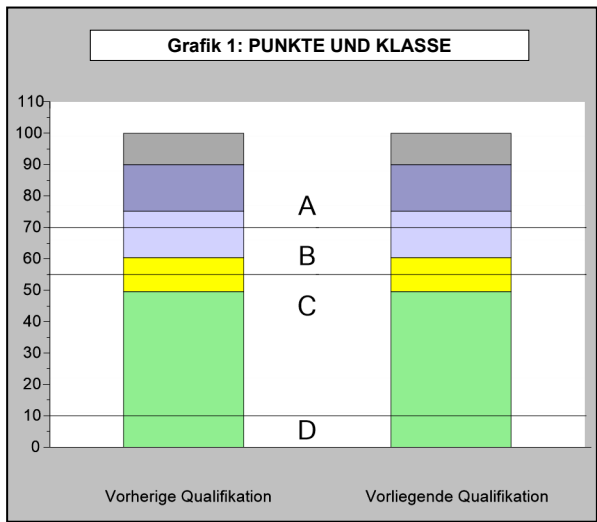 Grafik 1: PUNKTE UND KLASSE
110
100
90
80
70
60
50
40
30
20
10
0
A
B
C
D
Vorherige Qualifikation
Vorliegende Qualifikation